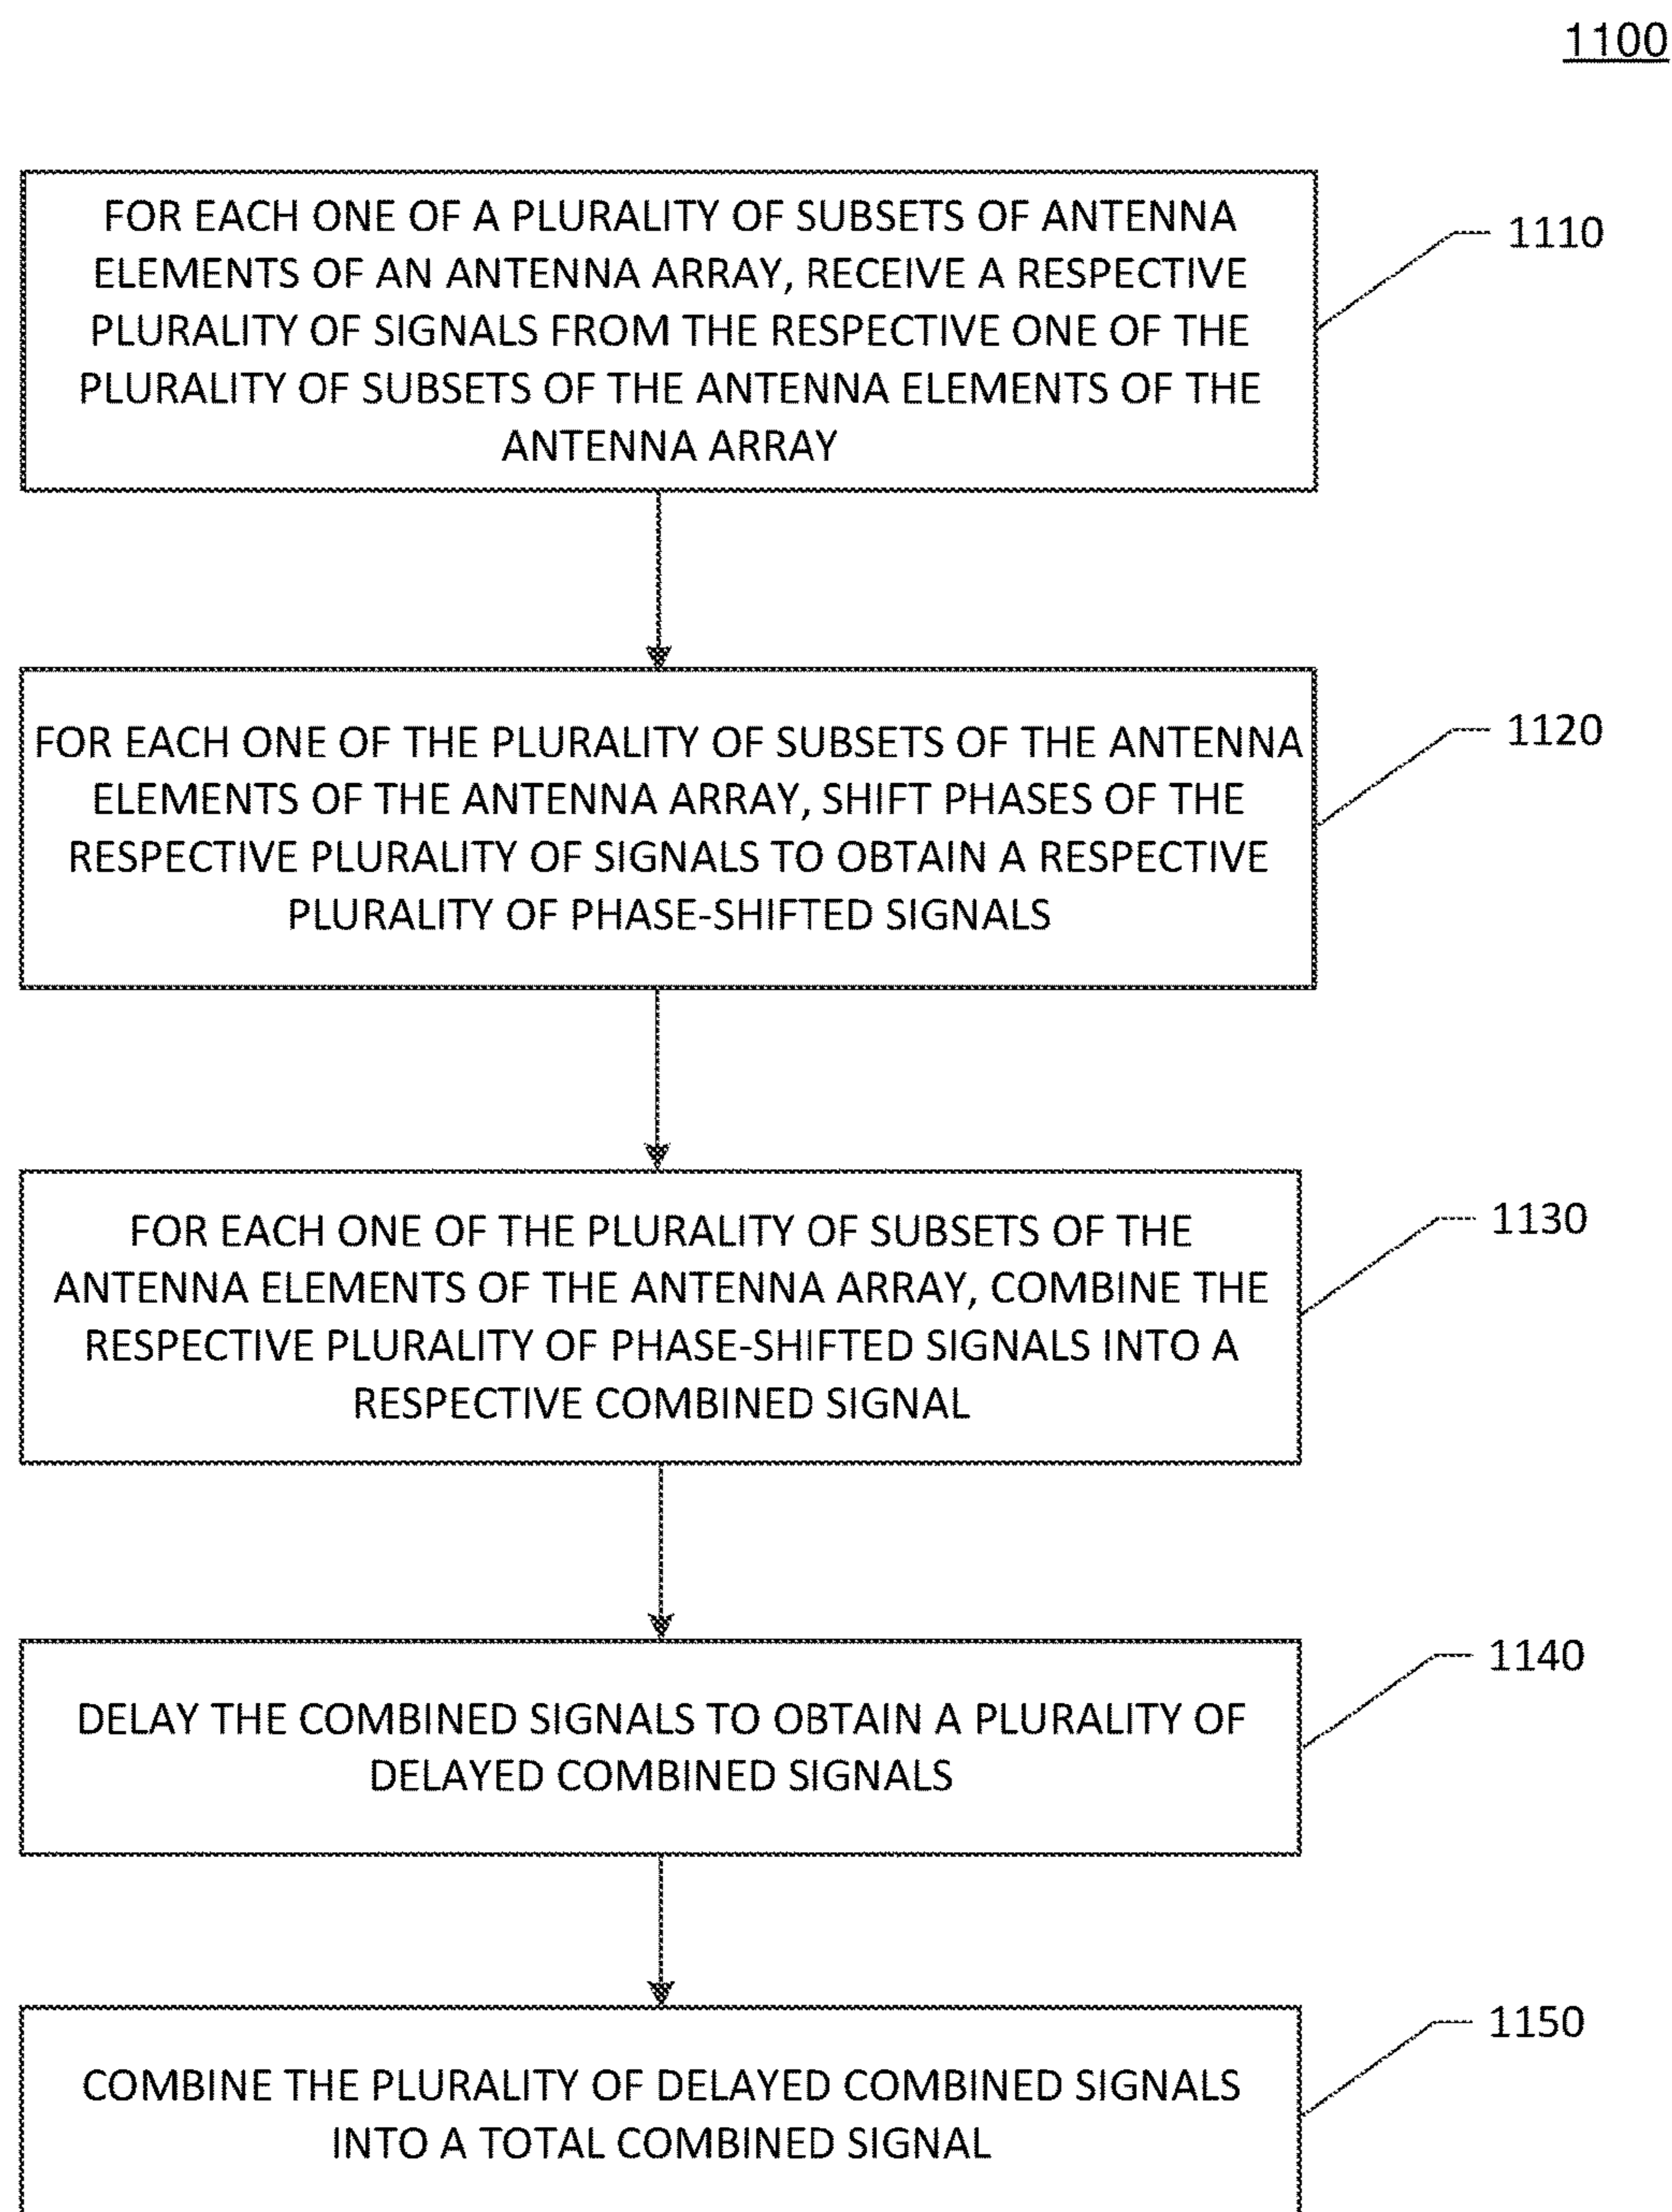 1100
FOR EACH ONE OF A PLURALITY OF SUBSETS OF ANTENNA
ELEMENTS OF AN ANTENNA ARRAY, RECEIVE A RESPECTIVE
PLURALITY OF SIGNALS FROM THE RESPECTIVE ONE OF THE
PLURALITY OF SUBSETS OF THE ANTENNA ELEMENTS OF THE
ANTENNA ARRAY
1110
FOR EACH ONE OF THE PLURALITY OF SUBSETS OF THE ANTENNA
ELEMENTS OF THE ANTENNA ARRAY, SHIFT PHASES OF THE
RESPECTIVE PLURALITY OF SIGNALS TO OBTAIN A RESPECTIVE
PLURALITY OF PHASE-SHIFTED SIGNALS
1120
FOR EACH ONE OF THE PLURALITY OF SUBSETS OF THE
ANTENNA ELEMENTS OF THE ANTENNA ARRAY, COMBINE THE
RESPECTIVE PLURALITY OF PHASE-SHIFTED SIGNALS INTO A
RESPECTIVE COMBINED SIGNAL
1130
DELAY THE COMBINED SIGNALS TO OBTAIN A PLURALITY OF
DELAYED COMBINED SIGNALS
1140
COMBINE THE PLURALITY OF DELAYED COMBINED SIGNALS
INTO A TOTAL COMBINED SIGNAL
1150